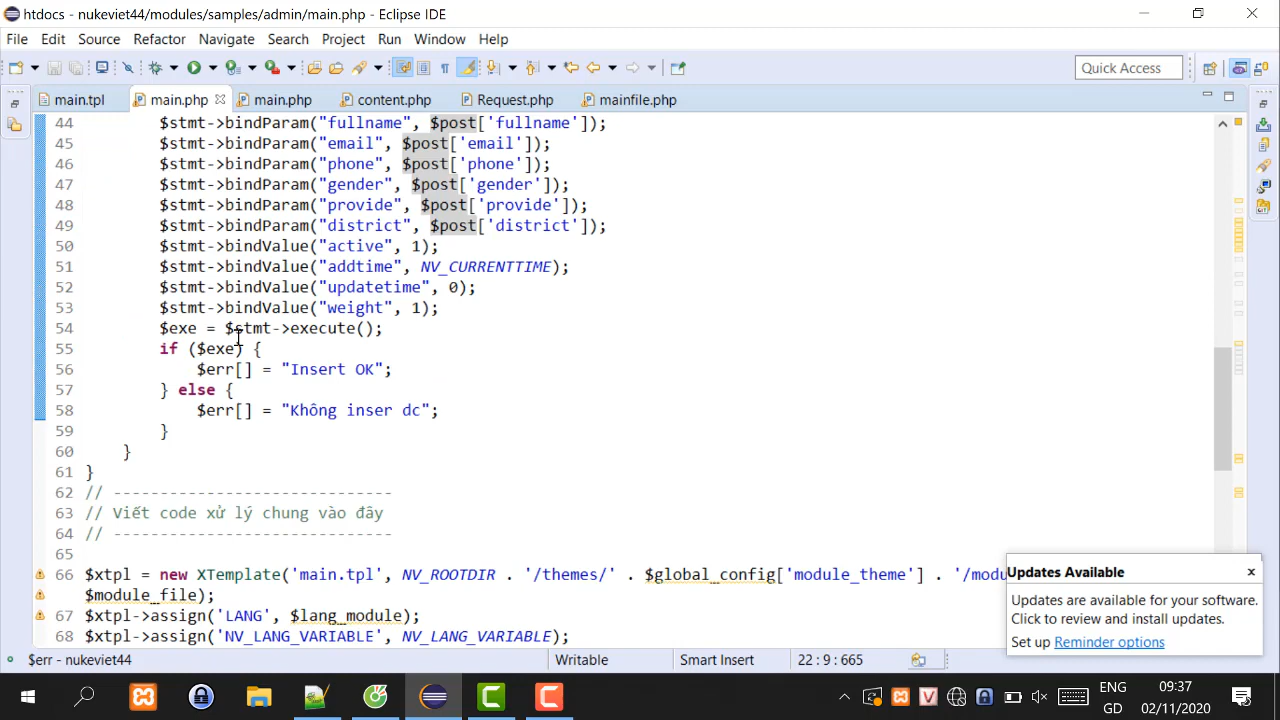 htdocs - nukeviet44/modules/samples/admin/main.php - Eclipse IDE
File Edit Source Refactor Navigate Search Project Run Window Help
Quick Access
main.tpl main.php main.php content.php Request.php mainfile.php
44 $stmt->bindParam("fullname", $post['fullname']);
45 $stmt->bindParam("email", $post['email']);
46 $stmt->bindParam("phone", $post['phone']);
47 $stmt->bindParam("gender", $post['gender']);
48 $stmt->bindParam("provide", $post['provide']);
49 $stmt->bindParam("district", $post['district']);
50 $stmt->bindValue("active", 1);
51 $stmt->bindValue("addtime", NV_CURRENTTIME);
52 $stmt->bindValue("updatetime", 0);
53 $stmt->bindValue("weight", 1);
54 $exe = $stmt->execute();
55 if ($exe) {
56 $err[] = "Insert OK";
57 } else {
58 $err[] = "Không inser dc";
59 }
60 }
61 }
62 // ------------------------------
63 // Viết code xử lý chung vào đây
64 // ------------------------------
65
66 $xtpl = new XTemplate('main.tpl', NV_ROOTDIR . '/themes/' . $global_config['module_theme'] . '/modu
$module_file);
67 $xtpl->assign('LANG', $lang_module);
68 $xtpl->assign('NV_LANG_VARIABLE', NV_LANG_VARIABLE);
Updates Available
Updates are available for your software.
Click to review and install updates.
Set up Reminder options
$err - nukeviet44 Writable Smart Insert 22 : 9 : 665
ENG
GD
09:37
02/11/2020